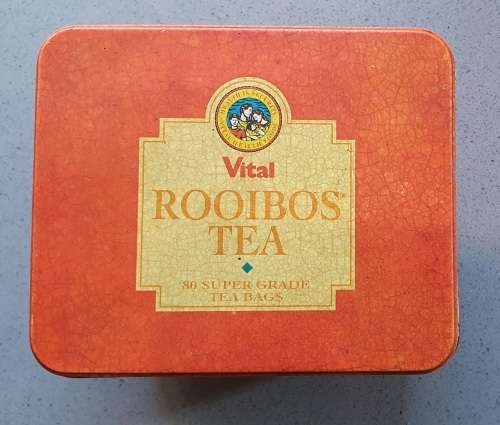 Vital
ROOIBOS
TEA
80 SUPER GRADE
TEA BAGS